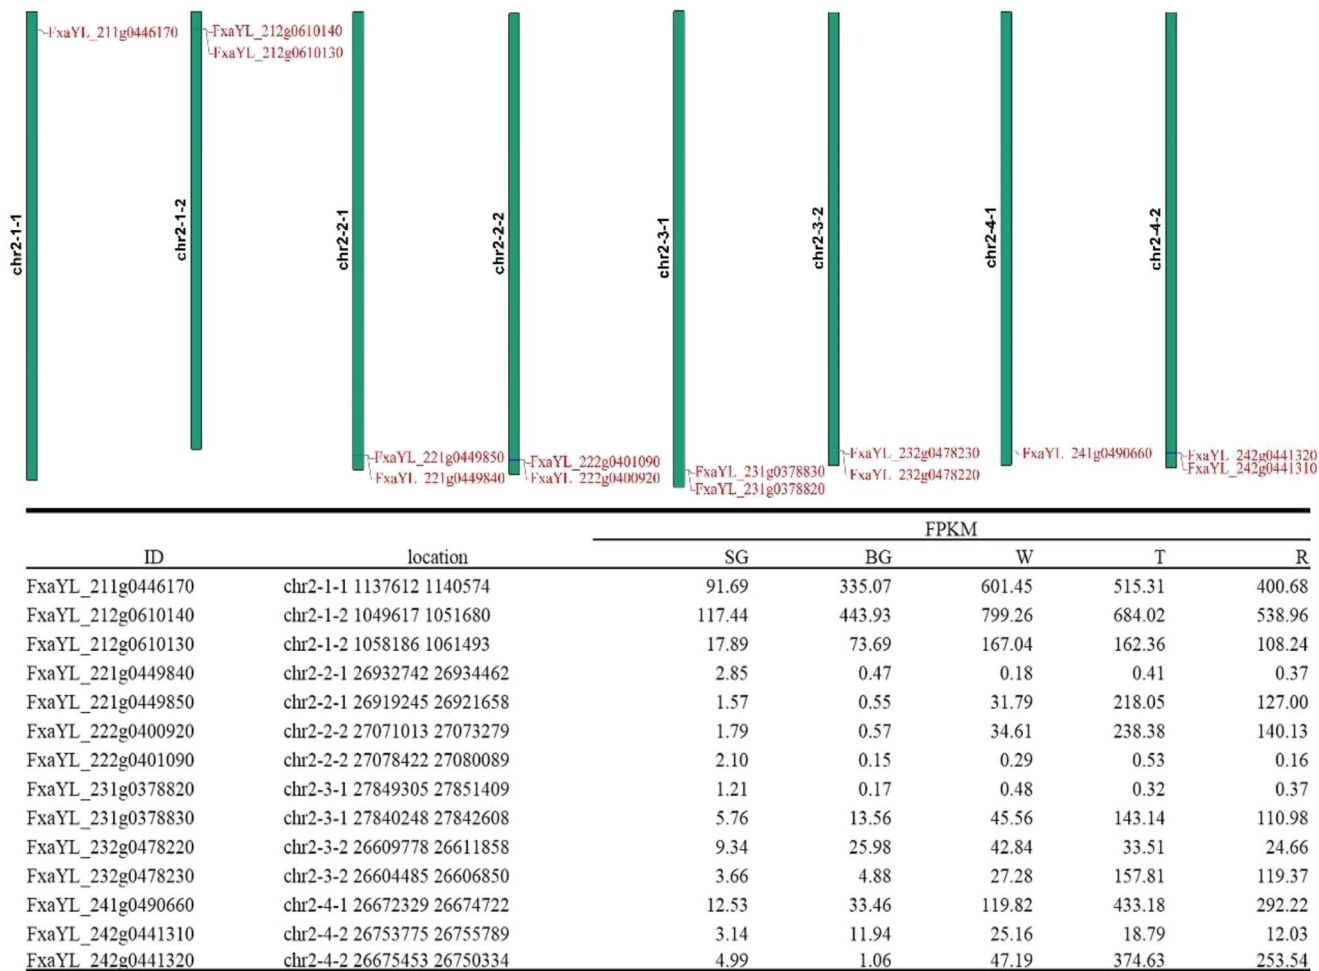 FxaYL_211g0446170
FxaYL_212g0610140
FxaYL_212g0610130
chr2-1-1
chr2-1-2
chr2-2-1
chr2-2-2
chr2-3-1
chr2-3-2
chr2-4-1
chr2-4-2
FxaYL_221g0449850
FxaYL_221g0449840
FxaYL_222g0401090
FxaYL_222g0400920
FxaYL_231g0378830
FxaYL_231g0378820
FxaYL_232g0478230
FxaYL_232g0478220
FxaYL_241g0490660
FxaYL_242g0441320
FxaYL_242g0441310
FPKM
ID location SG BG W T R
FxaYL_211g0446170 chr2-1-1 1137612 1140574 91.69 335.07 601.45 515.31 400.68
FxaYL_212g0610140 chr2-1-2 1049617 1051680 117.44 443.93 799.26 684.02 538.96
FxaYL_212g0610130 chr2-1-2 1058186 1061493 17.89 73.69 167.04 162.36 108.24
FxaYL_221g0449840 chr2-2-1 26932742 26934462 2.85 0.47 0.18 0.41 0.37
FxaYL_221g0449850 chr2-2-1 26919245 26921658 1.57 0.55 31.79 218.05 127.00
FxaYL_222g0400920 chr2-2-2 27071013 27073279 1.79 0.57 34.61 238.38 140.13
FxaYL_222g0401090 chr2-2-2 27078422 27080089 2.10 0.15 0.29 0.53 0.16
FxaYL_231g0378820 chr2-3-1 27849305 27851409 1.21 0.17 0.48 0.32 0.37
FxaYL_231g0378830 chr2-3-1 27840248 27842608 5.76 13.56 45.56 143.14 110.98
FxaYL_232g0478220 chr2-3-2 26609778 26611858 9.34 25.98 42.84 33.51 24.66
FxaYL_232g0478230 chr2-3-2 26604485 26606850 3.66 4.88 27.28 157.81 119.37
FxaYL_241g0490660 chr2-4-1 26672329 26674722 12.53 33.46 119.82 433.18 292.22
FxaYL_242g0441310 chr2-4-2 26753775 26755789 3.14 11.94 25.16 18.79 12.03
FxaYL_242g0441320 chr2-4-2 26675453 26750334 4.99 1.06 47.19 374.63 253.54